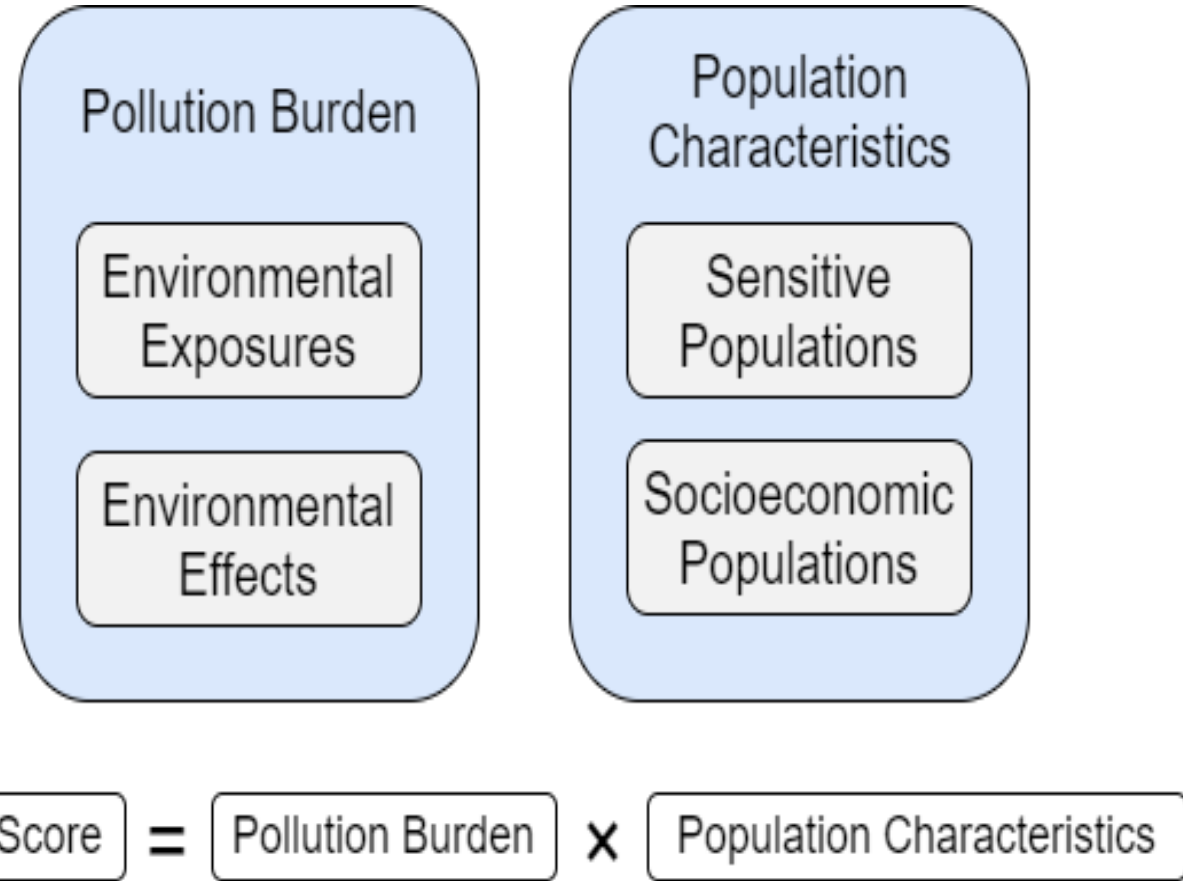 Pollution Burden
Environmental
Exposures
Environmental
Effects
Population
Characteristics
Sensitive
Populations
Socioeconomic
Populations
Score = Pollution Burden × Population Characteristics